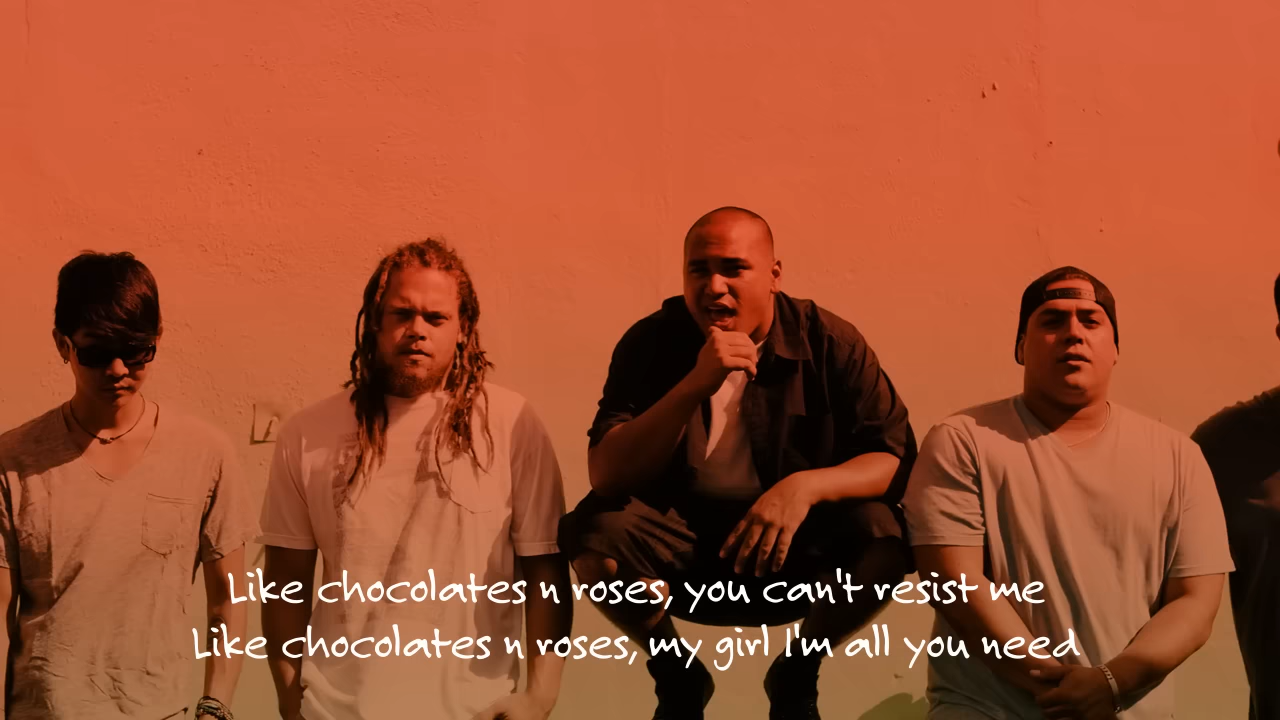 Like chocolates n roses, you can't resist me
Like chocolates n roses, my girl I'm all you need